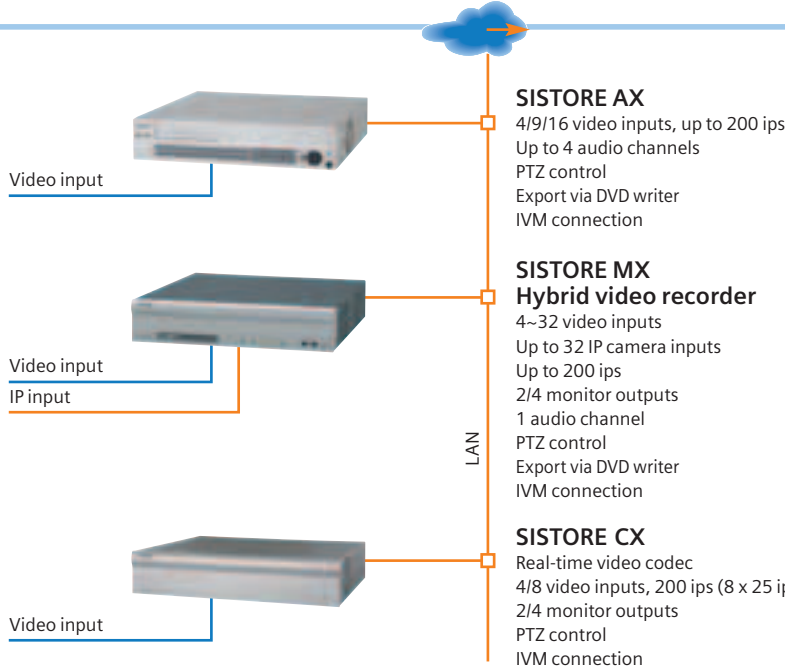 SISTORE AX
4/9/16 video inputs, up to 200 ips
Up to 4 audio channels
PTZ control
Export via DVD writer
IVM connection
Video input
SISTORE MX
Hybrid video recorder
4~32 video inputs
Up to 32 IP camera inputs
Up to 200 ips
2/4 monitor outputs
1 audio channel
PTZ control
Export via DVD writer
IVM connection
Video input
IP input
LAN
SISTORE CX
Real-time video codec
4/8 video inputs, 200 ips (8 x 25 ip
2/4 monitor outputs
PTZ control
IVM connection
Video input